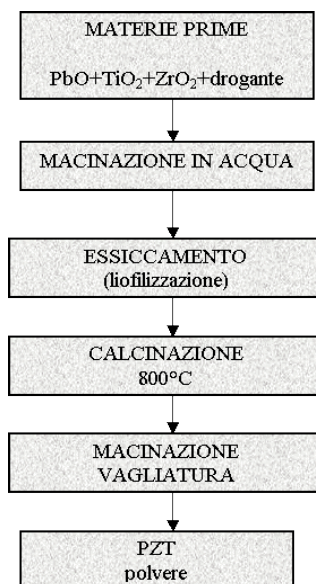 MATERIE PRIME
PbO+TiO₂+ZrO₂+drogante
MACINAZIONE IN ACQUA
ESSICCAMENTO
(liofilizzazione)
CALCINAZIONE
800°C
MACINAZIONE
VAGLIATURA
PZT
polvere